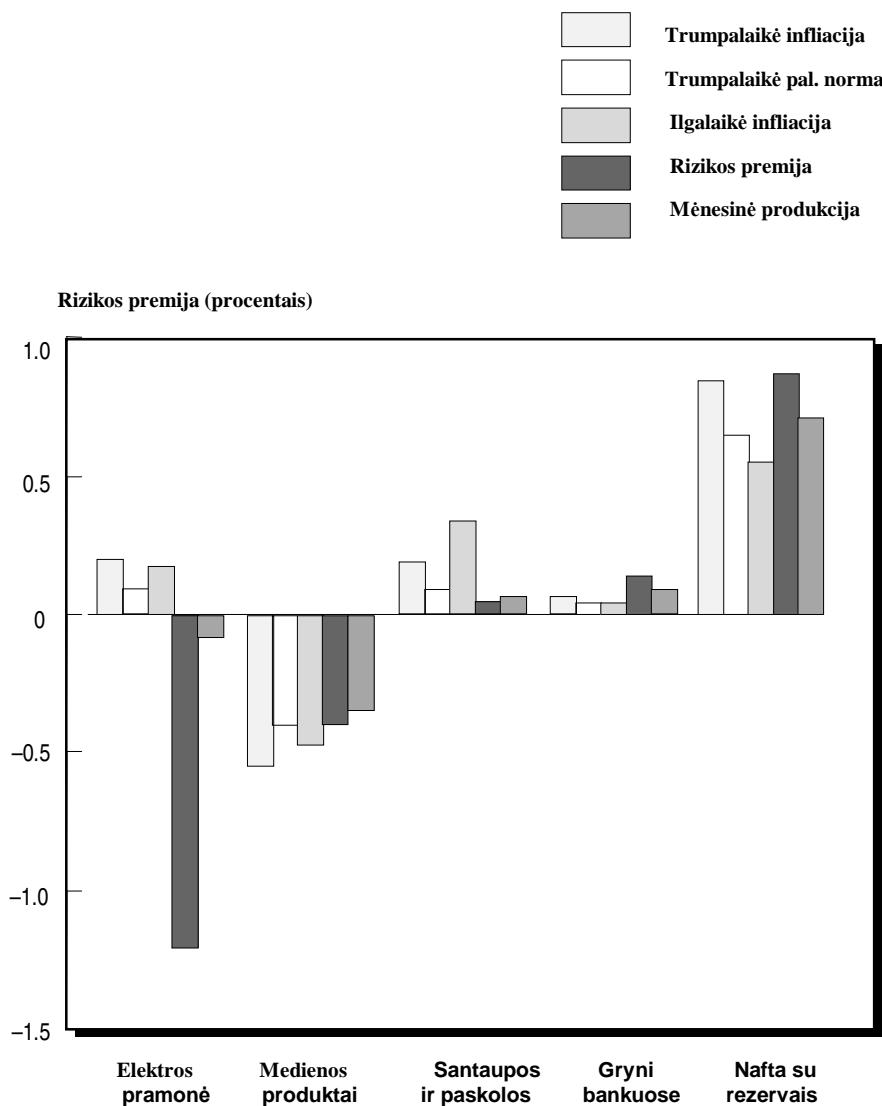 Trumpalaikė infliacija
Trumpalaikė pal. norma
Ilgalaikė infliacija
Rizikos premija
Mėnesinė produkcija
Rizikos premija (procentais)
1.0
0.5
0
−0.5
−1.0
−1.5
Elektros pramonė
Medienos produktai
Santaupos ir paskolos
Gryni bankuose
Nafta su rezervais